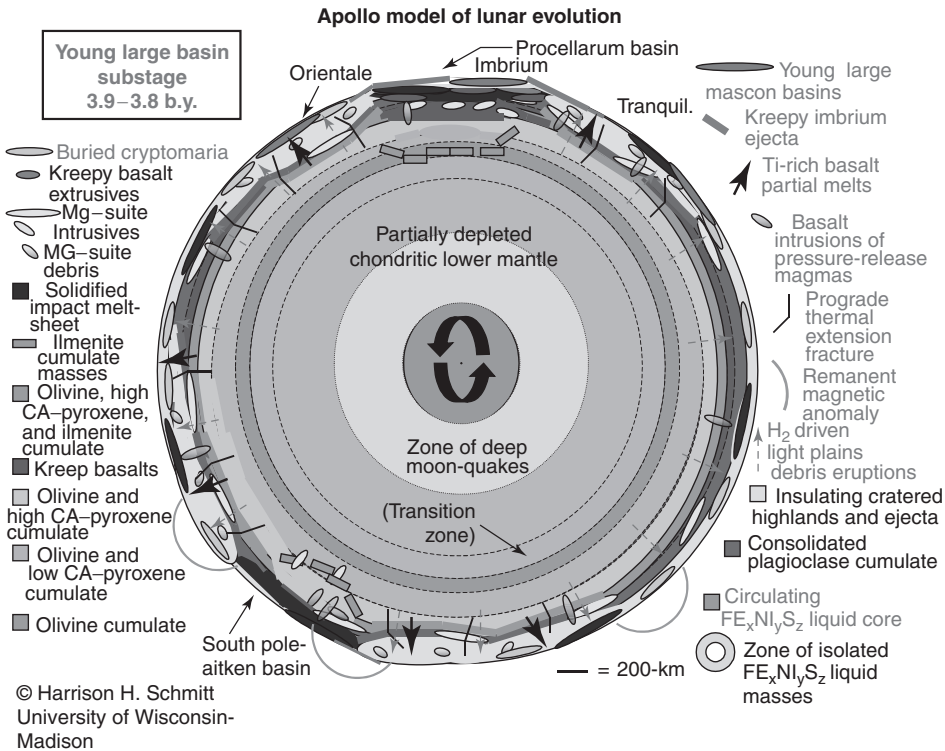 Apollo model of lunar evolution
Young large basin
substage
3.9–3.8 b.y.
Orientale
Procellarum basin
Imbrium
Tranquil.
Buried cryptomaria
Kreepy basalt
extrusives
Mg–suite
Intrusives
MG–suite
debris
Solidified
impact melt-
sheet
Ilmenite
cumulate
masses
Olivine, high
CA–pyroxene,
and ilmenite
cumulate
Kreep basalts
Olivine and
high CA–pyroxene
cumulate
Olivine and
low CA–pyroxene
cumulate
Olivine cumulate
Partially depleted
chondritic lower mantle
Zone of deep
moon-quakes
(Transition
zone)
South pole-
aitken basin
= 200-km
Young large
mascon basins
Kreepy imbrium
ejecta
Ti-rich basalt
partial melts
Basalt
intrusions of
pressure-release
magmas
Prograde
thermal
extension
fracture
Remanent
magnetic
anomaly
H₂ driven
light plains
debris eruptions
Insulating cratered
highlands and ejecta
Consolidated
plagioclase cumulate
Circulating
FEₓNIᵧS_z liquid core
Zone of isolated
FEₓNIᵧS_z liquid
masses
© Harrison H. Schmitt
University of Wisconsin-
Madison